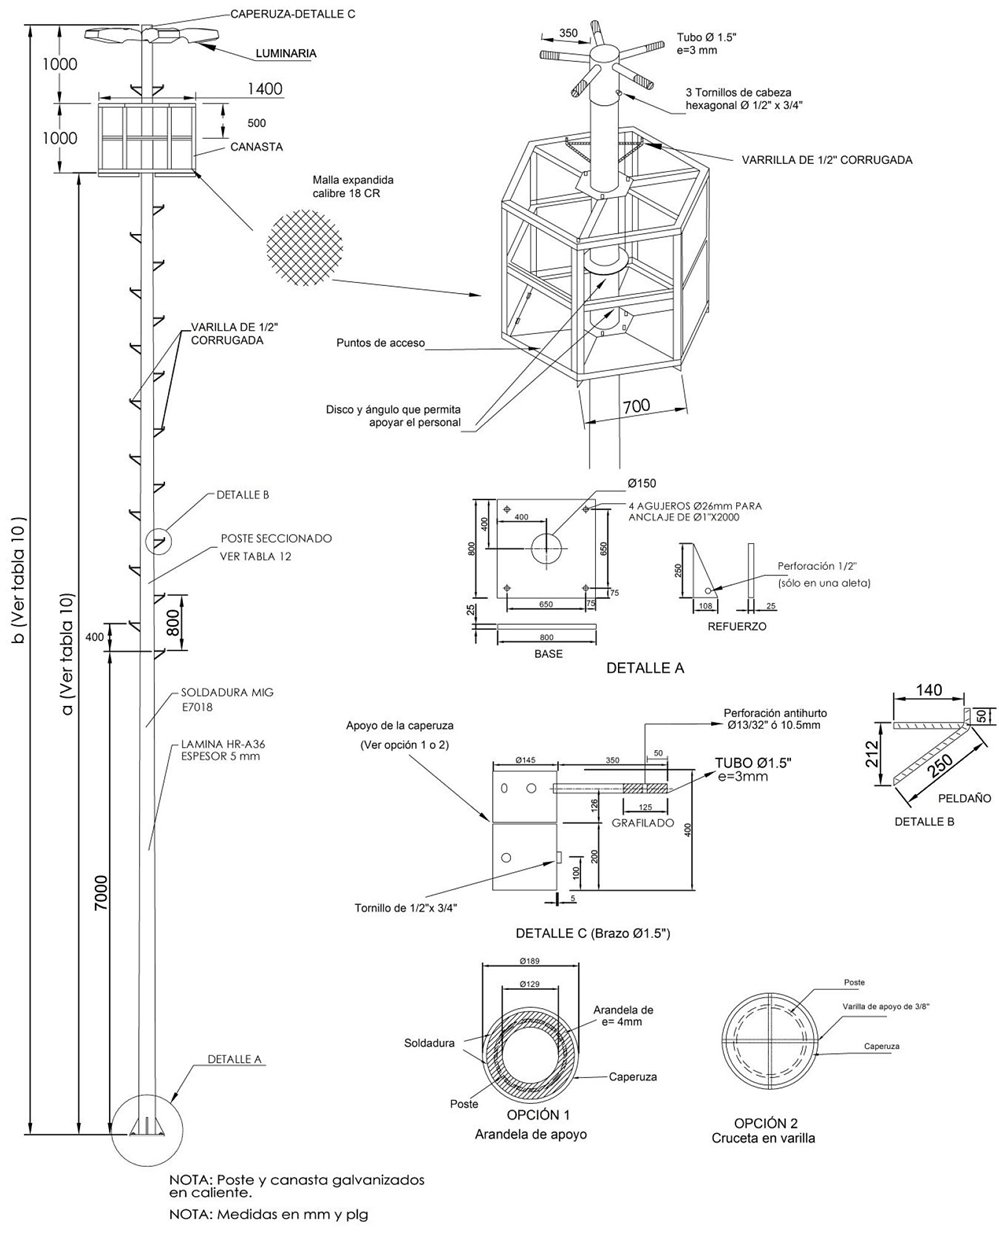 CAPERUZA-DETALLE C
LUMINARIA
1000
1400
1000
500
CANASTA
Malla expandida
calibre 18 CR
VARILLA DE 1/2"
CORRUGADA
DETALLE B
POSTE SECCIONADO
VER TABLA 12
b (Ver tabla 10 )
a (Ver tabla 10)
400
800
SOLDADURA MIG
E7018
LAMINA HR-A36
ESPESOR 5 mm
7000
DETALLE A
NOTA: Poste y canasta galvanizados
en caliente.
NOTA: Medidas en mm y plg
350
Tubo Ø 1.5"
e=3 mm
3 Tornillos de cabeza
hexagonal Ø 1/2" x 3/4"
VARRILLA DE 1/2" CORRUGADA
Puntos de acceso
Disco y ángulo que permita
apoyar el personal
700
Ø150
4 AGUJEROS Ø26mm PARA
ANCLAJE DE Ø1"X2000
400
400
800
650
650
75
75
25
800
BASE
250
108
25
Perforación 1/2"
(sólo en una aleta)
REFUERZO
DETALLE A
Apoyo de la caperuza
(Ver opción 1 o 2)
Perforación antihurto
Ø13/32" ó 10.5mm
Ø145
350
50
TUBO Ø1.5"
e=3mm
126
125
GRAFILADO
400
200
100
5
Tornillo de 1/2"x 3/4"
DETALLE C (Brazo Ø1.5")
140
50
212
250
PELDAÑO
DETALLE B
Ø189
Ø129
Arandela de
e= 4mm
Soldadura
Caperuza
Poste
OPCIÓN 1
Arandela de apoyo
Poste
Varilla de apoyo de 3/8"
Caperuza
OPCIÓN 2
Cruceta en varilla